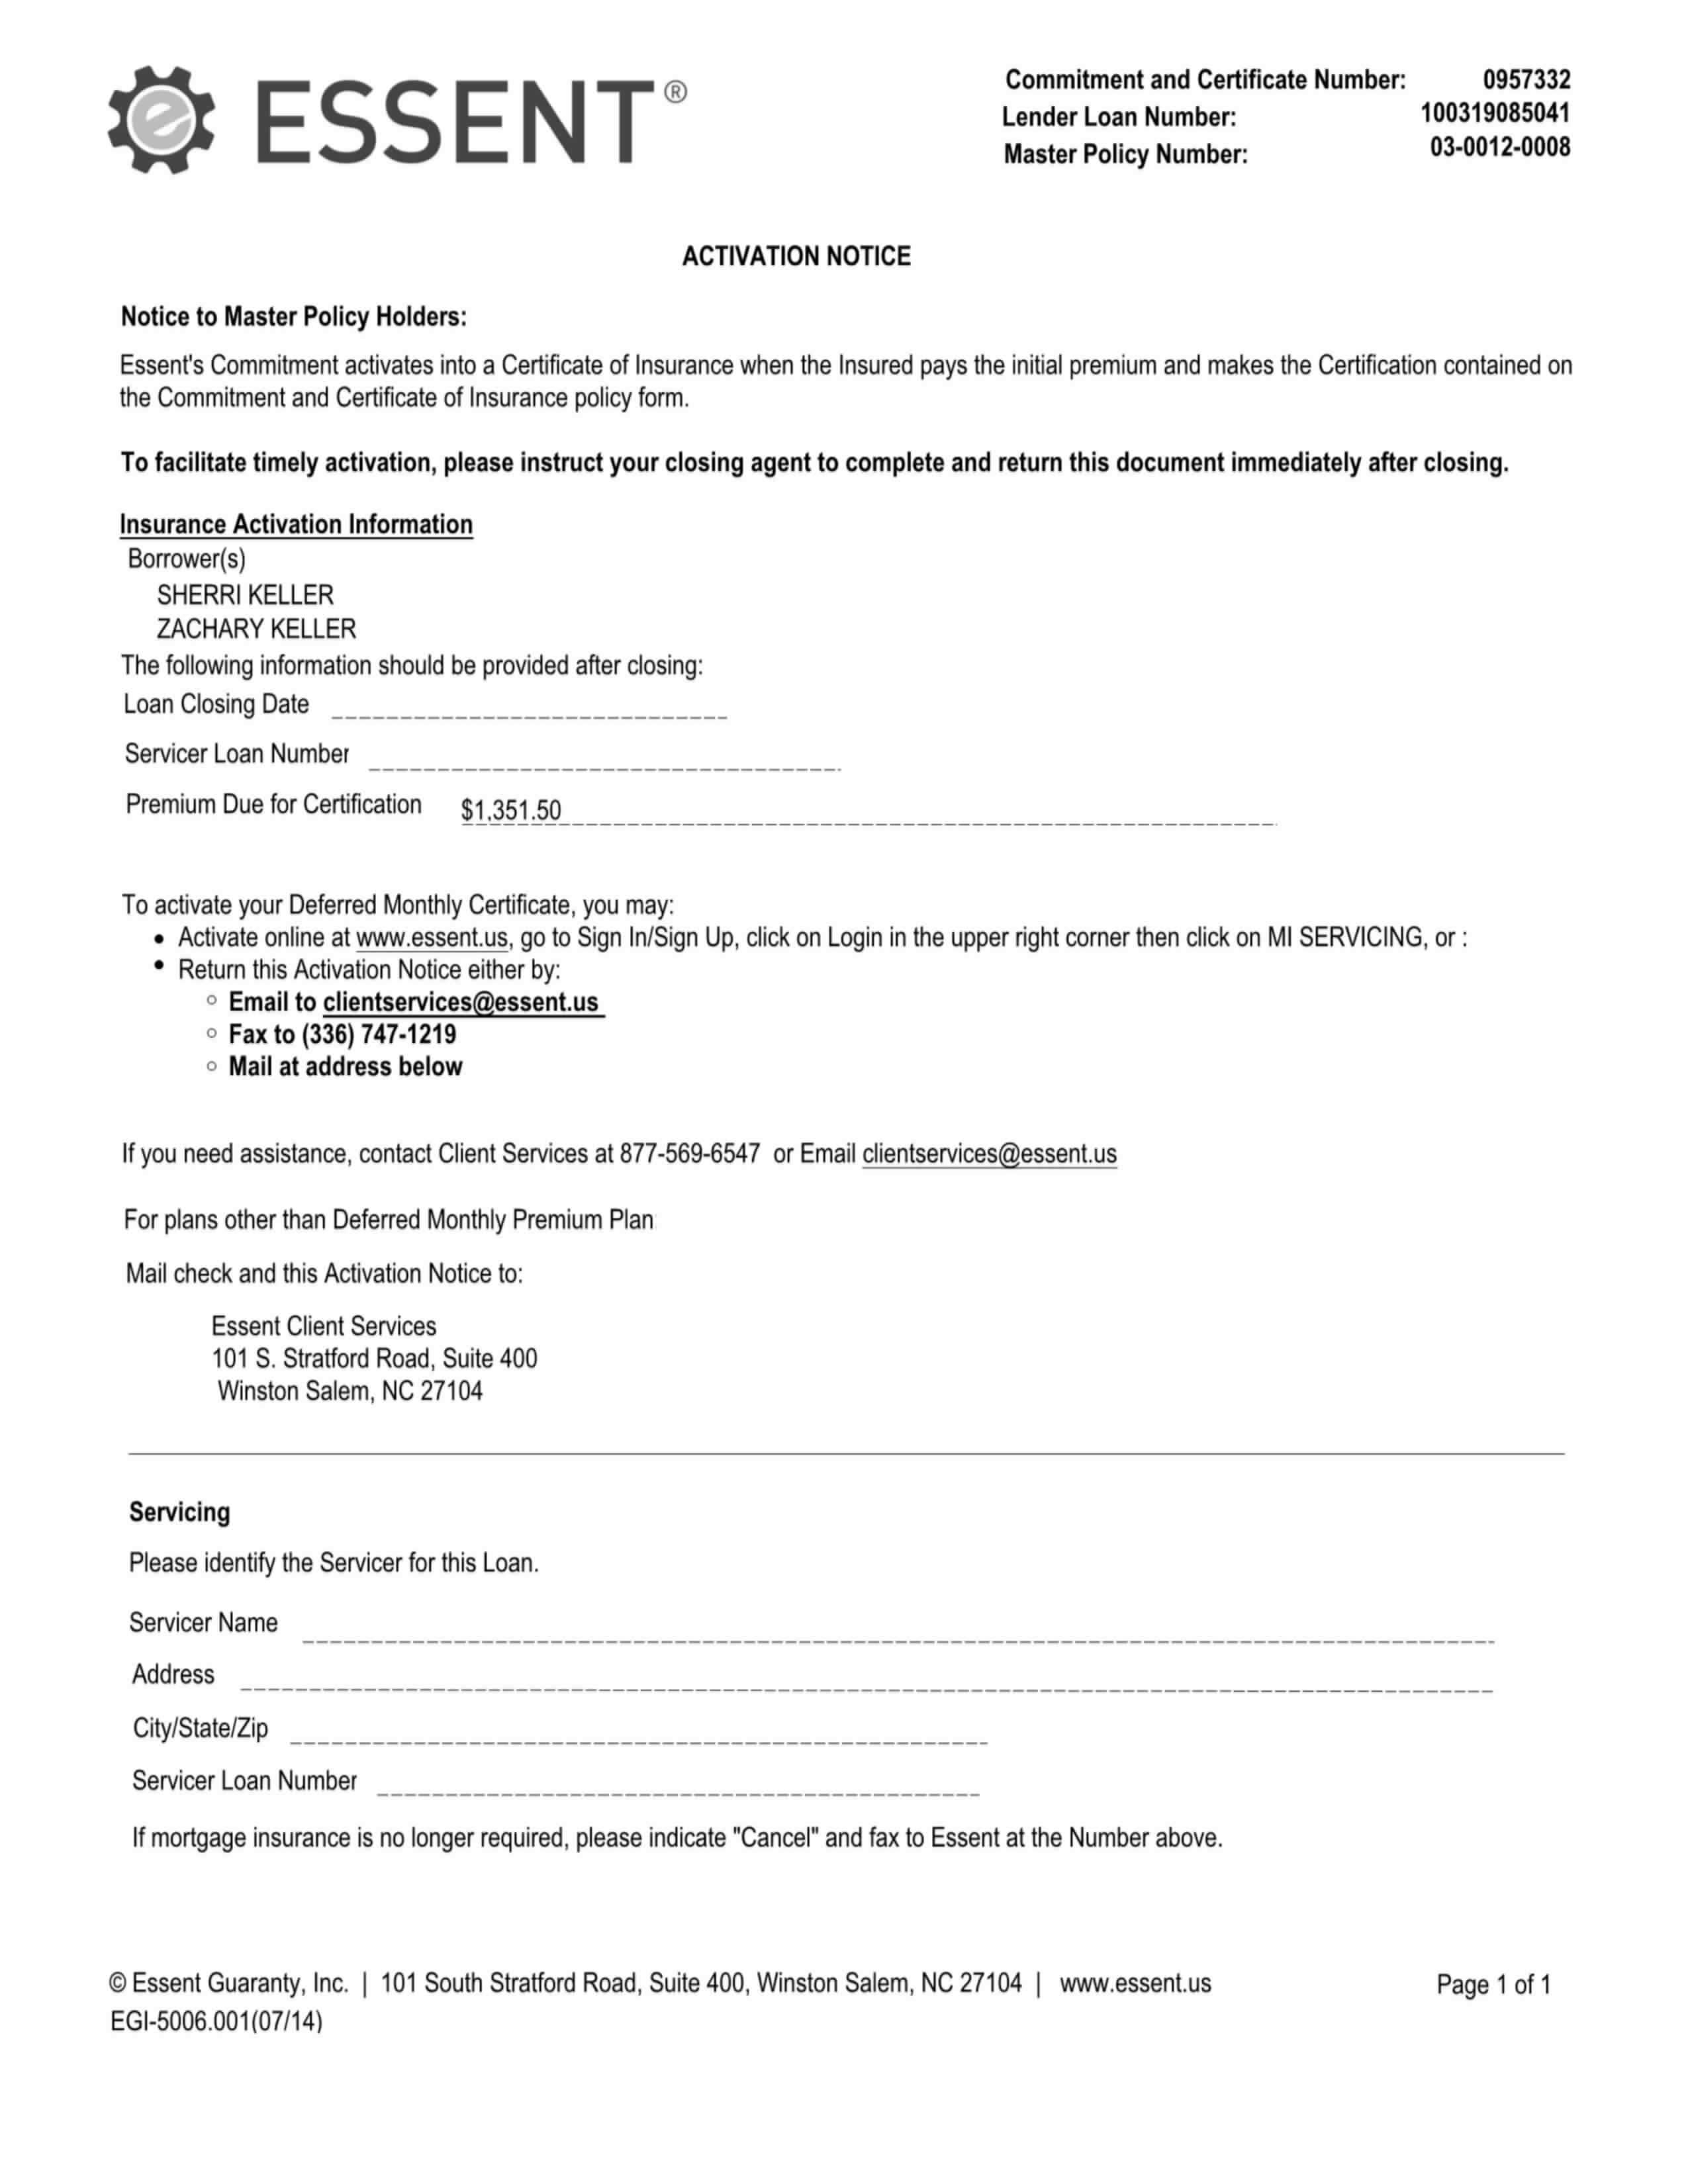 ESSENT®
Commitment and Certificate Number: 0957332
Lender Loan Number: 100319085041
Master Policy Number: 03-0012-0008
ACTIVATION NOTICE
Notice to Master Policy Holders:
Essent's Commitment activates into a Certificate of Insurance when the Insured pays the initial premium and makes the Certification contained on
the Commitment and Certificate of Insurance policy form.
To facilitate timely activation, please instruct your closing agent to complete and return this document immediately after closing.
Insurance Activation Information
Borrower(s)
SHERRI KELLER
ZACHARY KELLER
The following information should be provided after closing:
Loan Closing Date
Servicer Loan Number
Premium Due for Certification $1,351.50
To activate your Deferred Monthly Certificate, you may:
• Activate online at www.essent.us, go to Sign In/Sign Up, click on Login in the upper right corner then click on MI SERVICING, or :
• Return this Activation Notice either by:
○ Email to clientservices@essent.us
○ Fax to (336) 747-1219
○ Mail at address below
If you need assistance, contact Client Services at 877-569-6547 or Email clientservices@essent.us
For plans other than Deferred Monthly Premium Plan
Mail check and this Activation Notice to:
Essent Client Services
101 S. Stratford Road, Suite 400
Winston Salem, NC 27104
Servicing
Please identify the Servicer for this Loan.
Servicer Name
Address
City/State/Zip
Servicer Loan Number
If mortgage insurance is no longer required, please indicate "Cancel" and fax to Essent at the Number above.
© Essent Guaranty, Inc. | 101 South Stratford Road, Suite 400, Winston Salem, NC 27104 | www.essent.us
Page 1 of 1
EGI-5006.001(07/14)